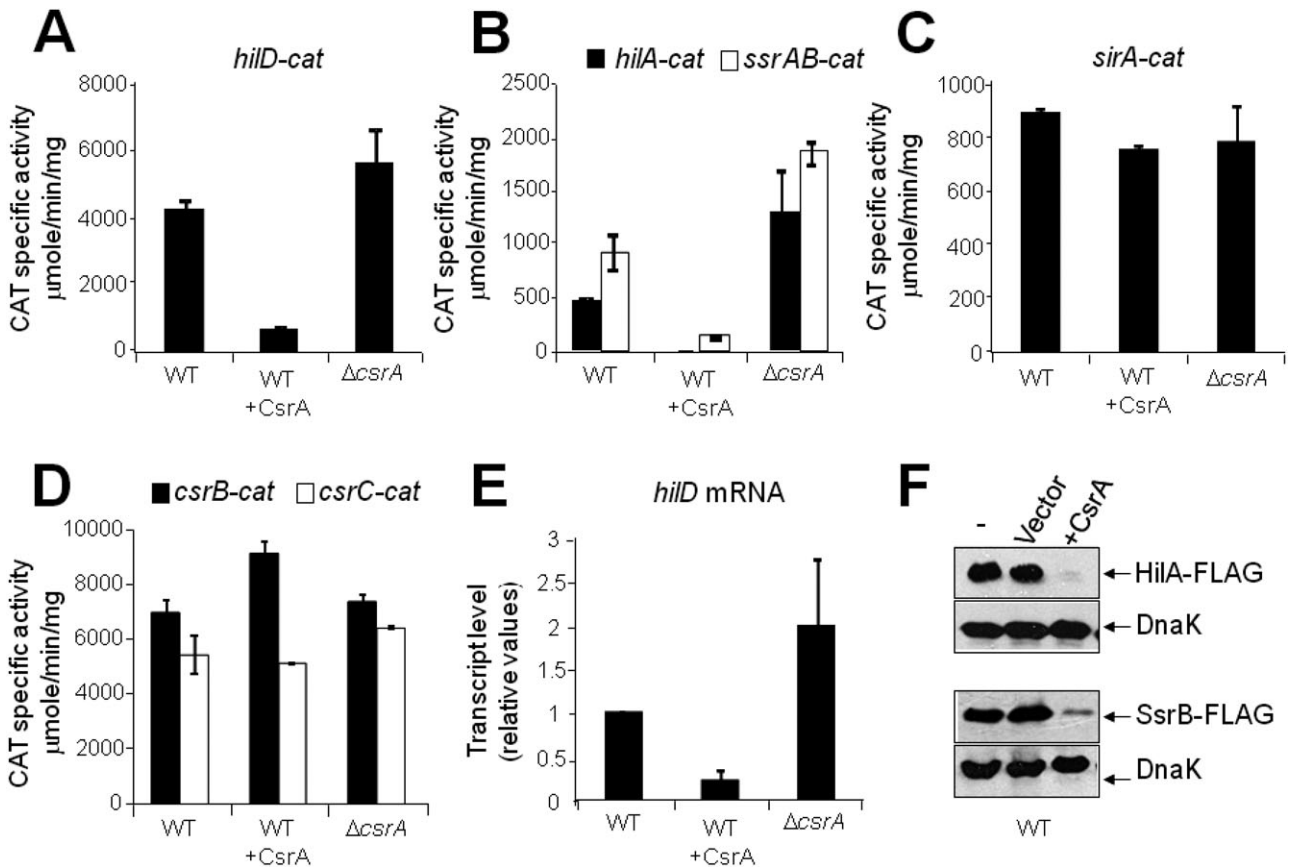 A
hilD-cat
CAT specific activity
μmole/min/mg
8000
6000
4000
2000
0
WT
WT
+CsrA
ΔcsrA
B
hilA-cat ssrAB-cat
CAT specific activity
μmole/min/mg
2500
2000
1500
1000
500
0
WT
WT
+CsrA
ΔcsrA
C
sirA-cat
CAT specific activity
μmole/min/mg
1000
800
600
400
200
0
WT
WT
+CsrA
ΔcsrA
D
csrB-cat csrC-cat
CAT specific activity
μmole/min/mg
10000
8000
6000
4000
2000
0
WT
WT
+CsrA
ΔcsrA
E
hilD mRNA
Transcript level
(relative values)
3
2.5
2
1.5
1
0.5
0
WT
WT
+CsrA
ΔcsrA
F
- Vector +CsrA
HilA-FLAG
DnaK
SsrB-FLAG
DnaK
WT